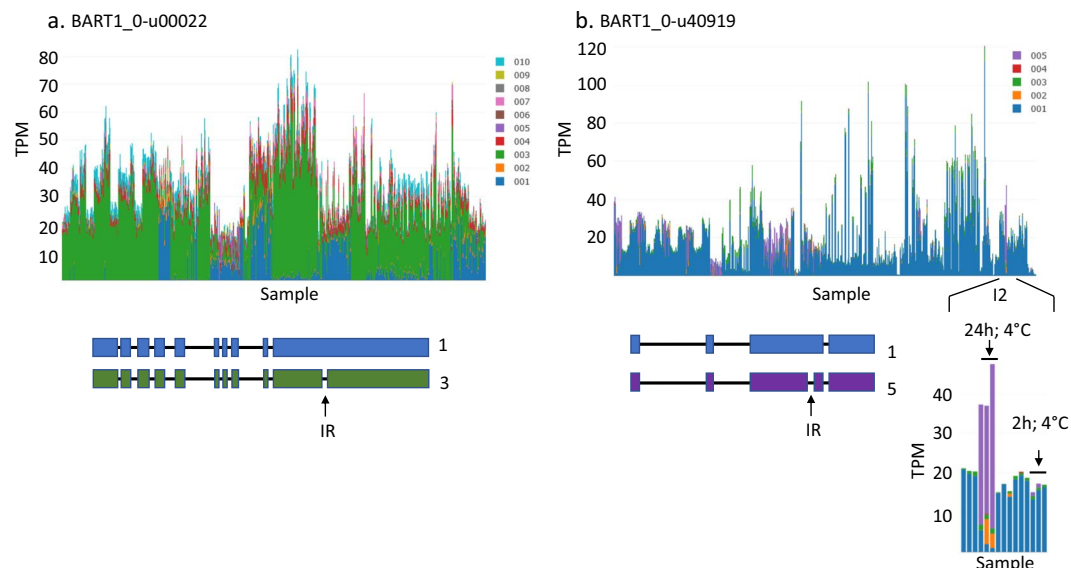 a. BART1_0-u00022
80
70
60
50
40
30
20
10
TPM
010
009
008
007
006
005
004
003
002
001
Sample
1
3
IR
b. BART1_0-u40919
120
100
80
60
40
20
TPM
005
004
003
002
001
Sample
I2
1
5
IR
24h; 4°C
2h; 4°C
40
30
20
10
TPM
Sample